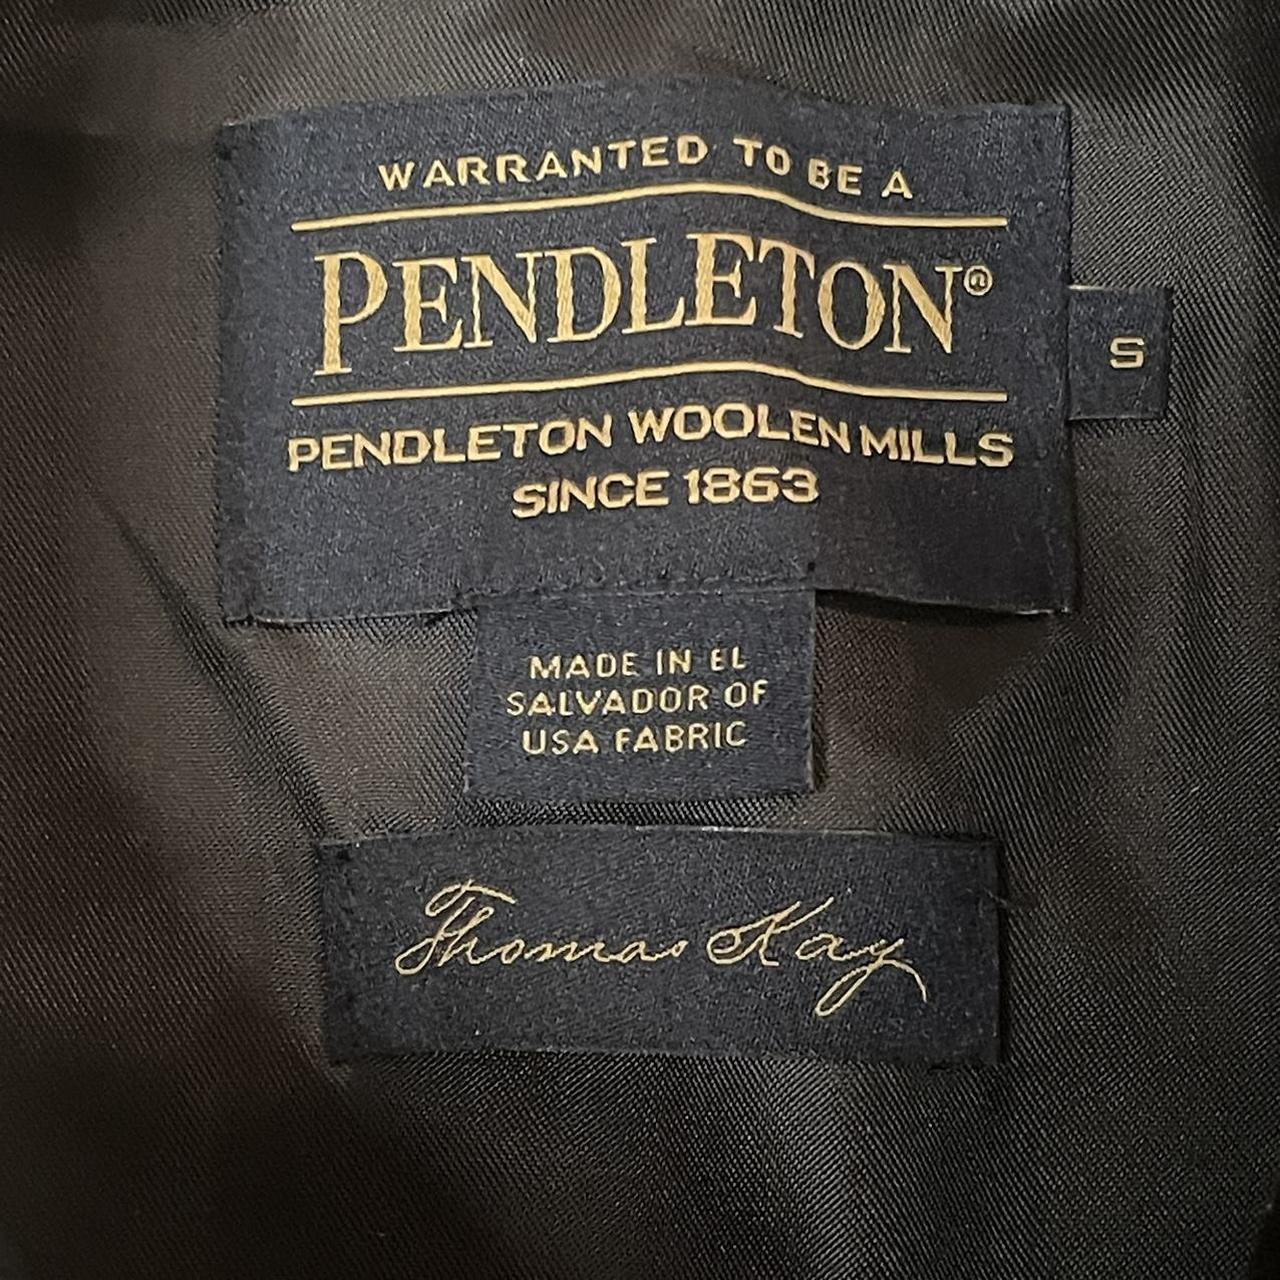 WARRANTED TO BE A
PENDLETON®
S
PENDLETON WOOLEN MILLS
SINCE 1863
MADE IN EL
SALVADOR OF
USA FABRIC
Thomas Kay